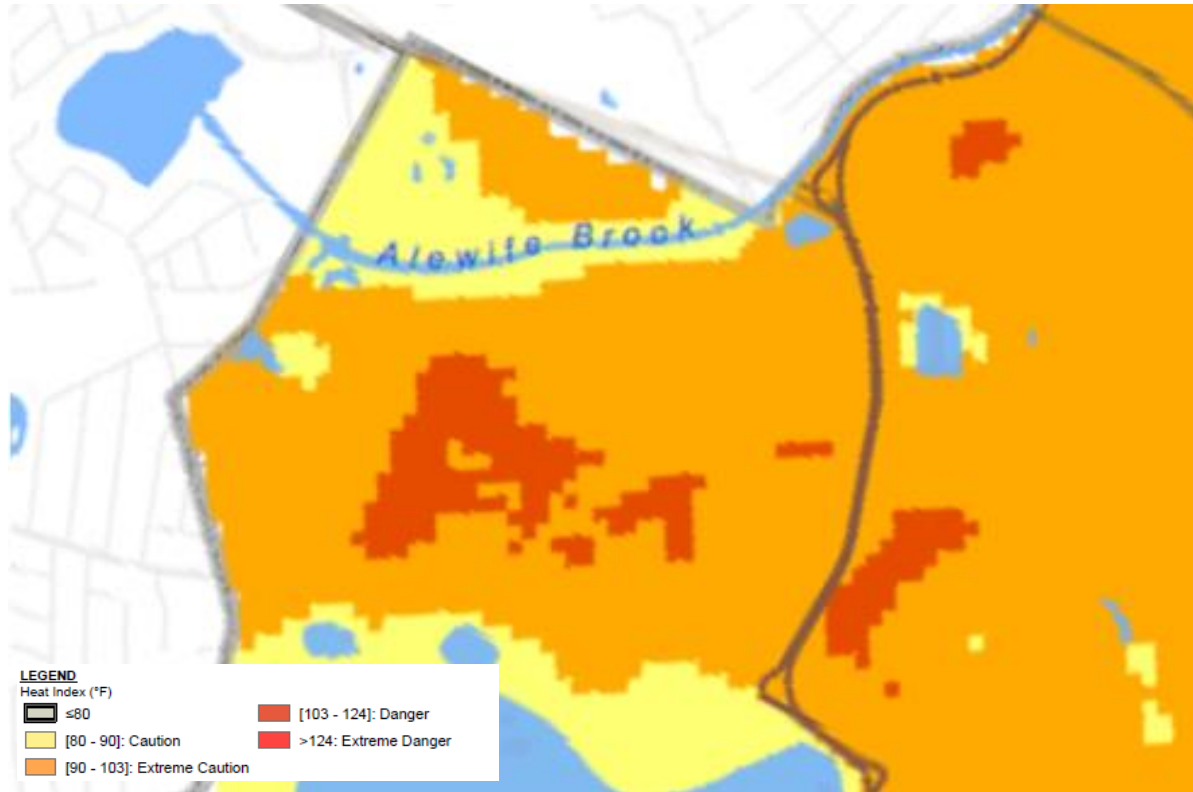 Alewife Brook
LEGEND
Heat Index (°F)
≤80
[80 - 90]: Caution
[90 - 103]: Extreme Caution
[103 - 124]: Danger
>124: Extreme Danger